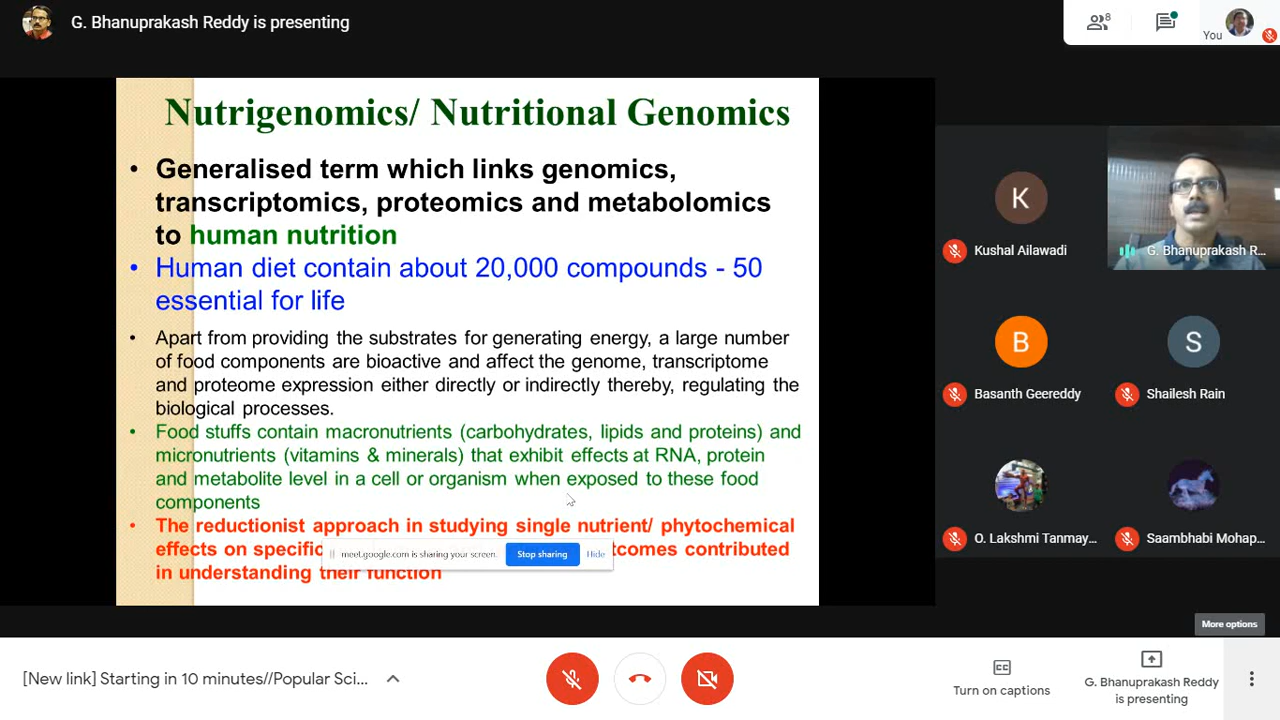 G. Bhanuprakash Reddy is presenting
8
You
Nutrigenomics/ Nutritional Genomics
• Generalised term which links genomics,
transcriptomics, proteomics and metabolomics
to human nutrition
• Human diet contain about 20,000 compounds - 50
essential for life
• Apart from providing the substrates for generating energy, a large number
of food components are bioactive and affect the genome, transcriptome
and proteome expression either directly or indirectly thereby, regulating the
biological processes.
• Food stuffs contain macronutrients (carbohydrates, lipids and proteins) and
micronutrients (vitamins & minerals) that exhibit effects at RNA, protein
and metabolite level in a cell or organism when exposed to these food
components
• The reductionist approach in studying single nutrient/ phytochemical
effects on specific contributed
in understanding their function
meet.google.com is sharing your screen.
Stop sharing
Hide
K
Kushal Ailawadi
G. Bhanuprakash R...
B
Basanth Geereddy
S
Shailesh Rain
O. Lakshmi Tanmay...
Saambhabi Mohap...
More options
[New link] Starting in 10 minutes//Popular Sci...
CC
Turn on captions
G. Bhanuprakash Reddy
is presenting